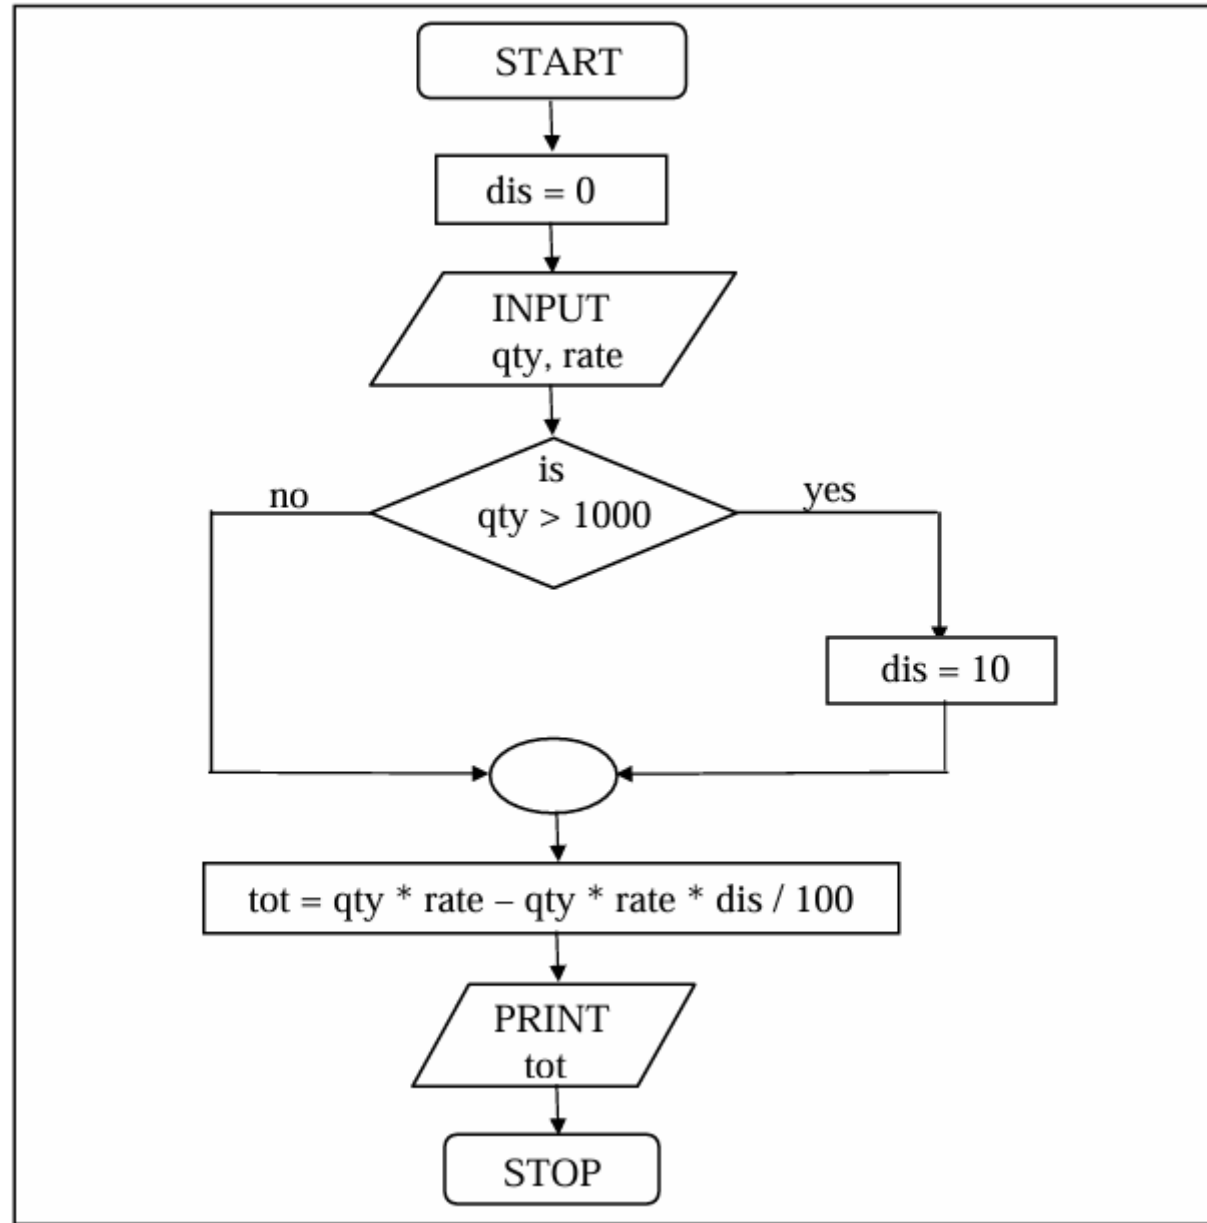 START
dis = 0
INPUT
qty, rate
is
qty > 1000
no
yes
dis = 10
tot = qty * rate – qty * rate * dis / 100
PRINT
tot
STOP